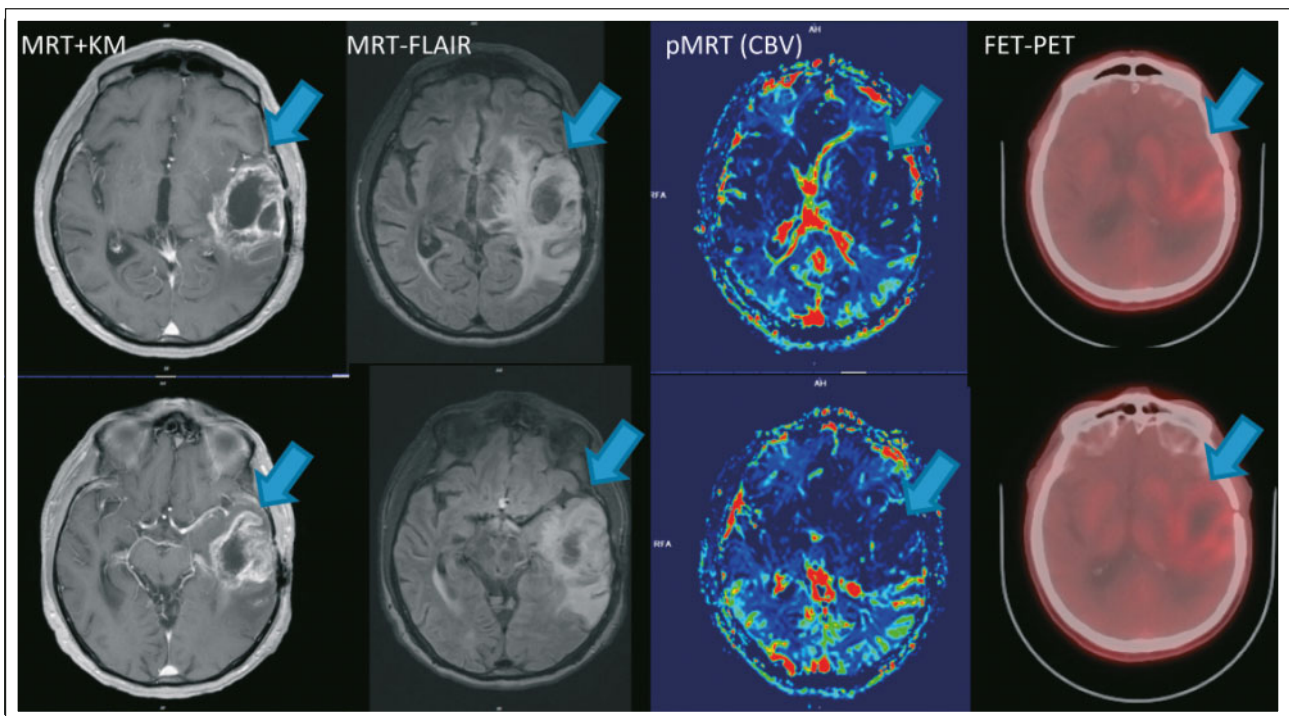 MRT+KM
MRT-FLAIR
pMRT (CBV)
FET-PET
AH
RFA
AH
RFA